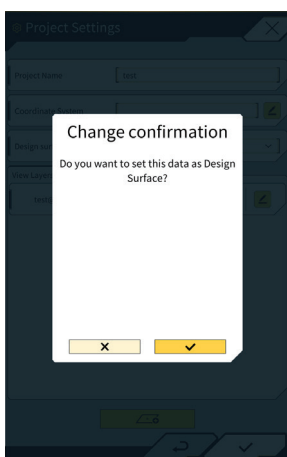 Project Settings
Project Name
test
Coordinate System
Change confirmation
Do you want to set this data as Design
Surface?